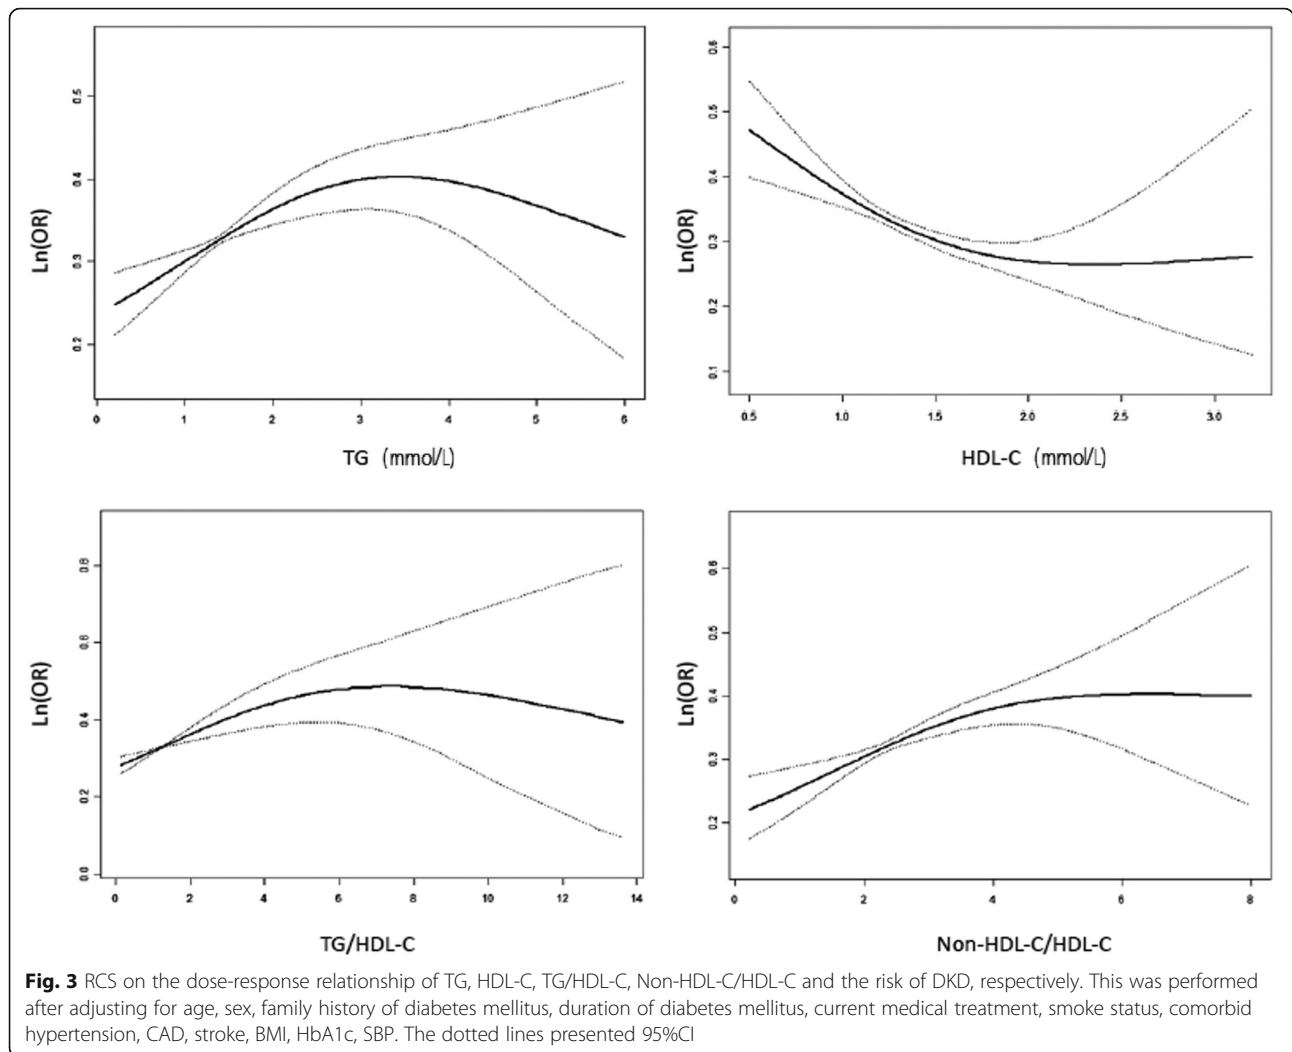 0.5
0.4
0.3
0.2
Ln(OR)
0 1 2 3 4 5 6
TG (mmol/L)
0.6
0.5
0.4
0.3
0.2
0.1
Ln(OR)
0.5 1.0 1.5 2.0 2.5 3.0
HDL-C (mmol/L)
0.8
0.6
0.4
0.2
0.0
Ln(OR)
0 2 4 6 8 10 12 14
TG/HDL-C
0.6
0.5
0.4
0.3
0.2
Ln(OR)
0 2 4 6 8
Non-HDL-C/HDL-C
Fig. 3 RCS on the dose-response relationship of TG, HDL-C, TG/HDL-C, Non-HDL-C/HDL-C and the risk of DKD, respectively. This was performed
after adjusting for age, sex, family history of diabetes mellitus, duration of diabetes mellitus, current medical treatment, smoke status, comorbid
hypertension, CAD, stroke, BMI, HbA1c, SBP. The dotted lines presented 95%CI